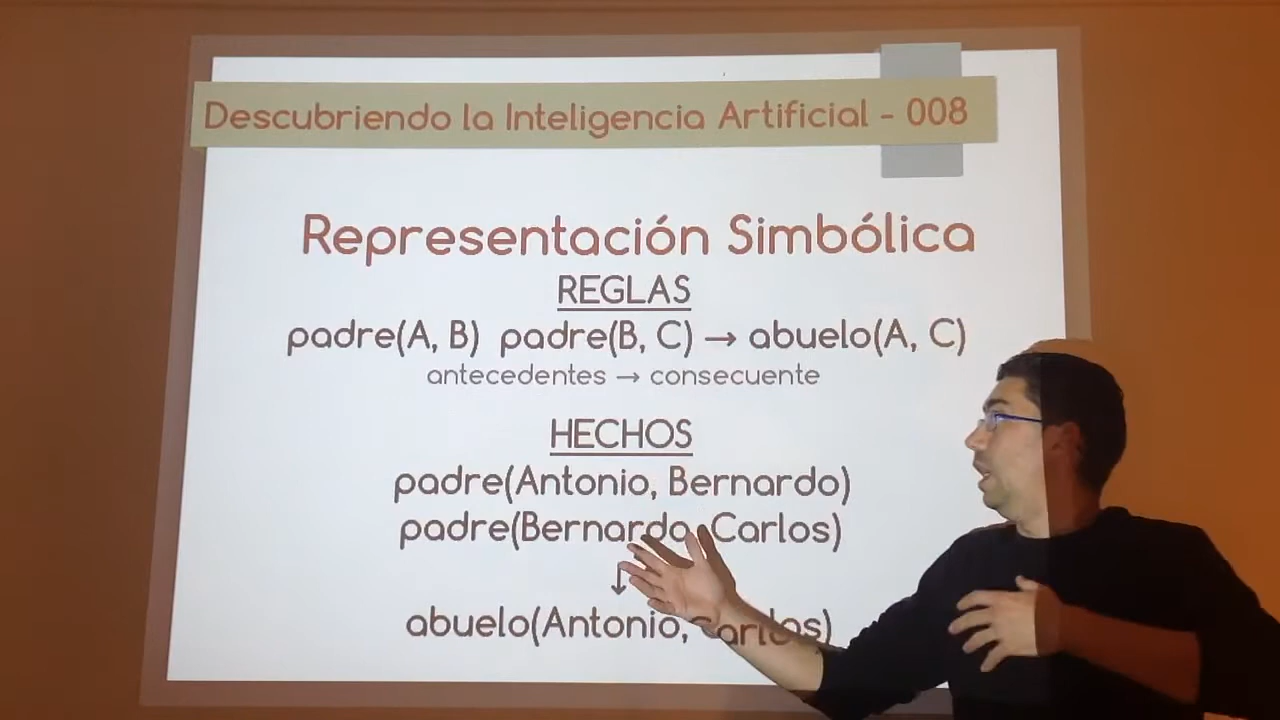 Descubriendo la Inteligencia Artificial - 008
Representación Simbólica
REGLAS
padre(A, B) padre(B, C) → abuelo(A, C)
antecedentes → consecuente
HECHOS
padre(Antonio, Bernardo)
padre(Bernardo, Carlos)
↓
abuelo(Antonio, Carlos)